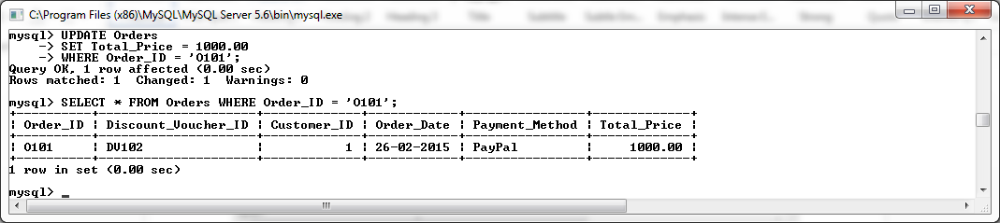 C:\Program Files (x86)\MySQL\MySQL Server 5.6\bin\mysql.exe
mysql> UPDATE Orders
    -> SET Total_Price = 1000.00
    -> WHERE Order_ID = 'O101';
Query OK, 1 row affected (0.00 sec)
Rows matched: 1  Changed: 1  Warnings: 0
mysql> SELECT * FROM Orders WHERE Order_ID = 'O101';
+----------+---------------------+-------------+------------+----------------+-------------+
| Order_ID | Discount_Voucher_ID | Customer_ID | Order_Date | Payment_Method | Total_Price |
+----------+---------------------+-------------+------------+----------------+-------------+
| O101     | DV102               |           1 | 26-02-2015 | PayPal         |     1000.00 |
+----------+---------------------+-------------+------------+----------------+-------------+
1 row in set (0.00 sec)
mysql> _